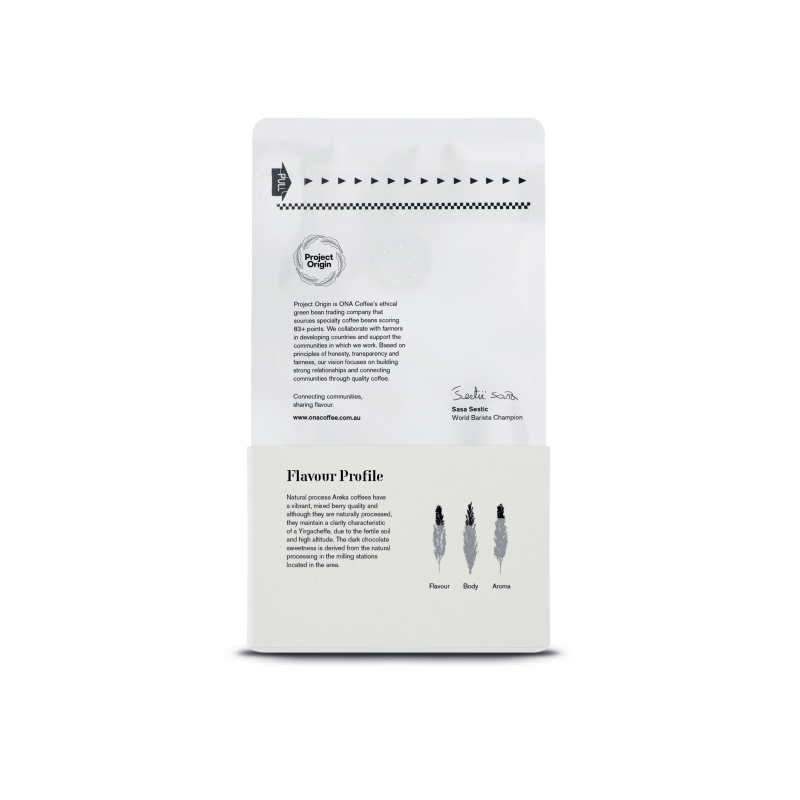 PULL
Project
Origin
Project Origin is ONA Coffee's ethical
green bean trading company that
sources specialty coffee beans scoring
83+ points. We collaborate with farmers
in developing countries and support the
communities in which we work. Based on
principles of honesty, transparency and
fairness, our vision focuses on building
strong relationships and connecting
communities through quality coffee.
Connecting communities,
sharing flavour.
www.onacoffee.com.au
Sestic Sasa
Sasa Sestic
World Barista Champion
Flavour Profile
Natural process Areka coffees have
a vibrant, mixed berry quality and
although they are naturally processed,
they maintain a clarity characteristic
of a Yirgacheffe, due to the fertile soil
and high altitude. The dark chocolate
sweetness is derived from the natural
processing in the milling stations
located in the area.
Flavour Body Aroma